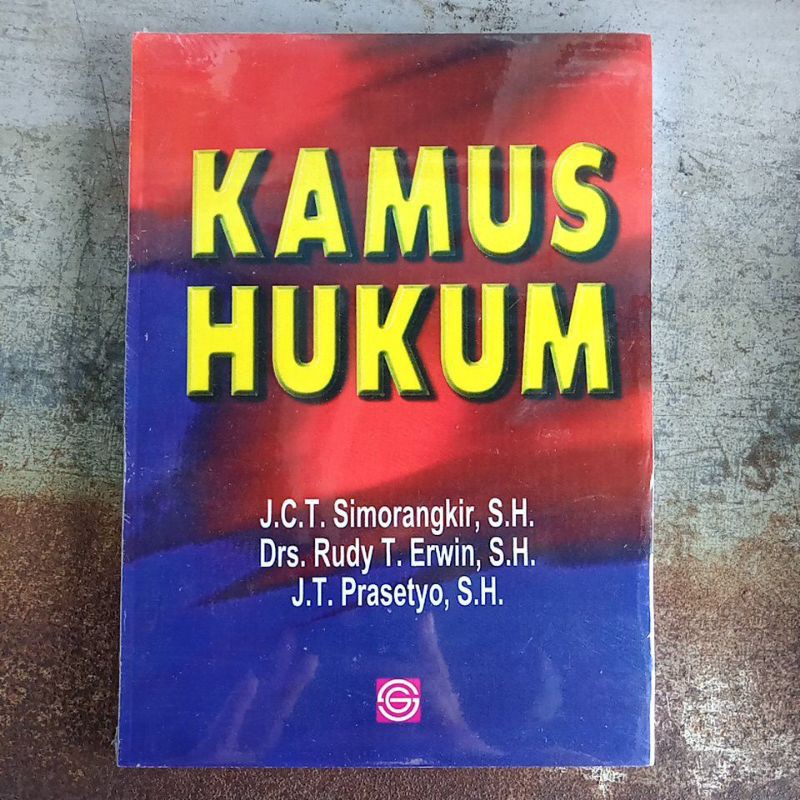 KAMUS
HUKUM
J.C.T. Simorangkir, S.H.
Drs. Rudy T. Erwin, S.H.
J.T. Prasetyo, S.H.